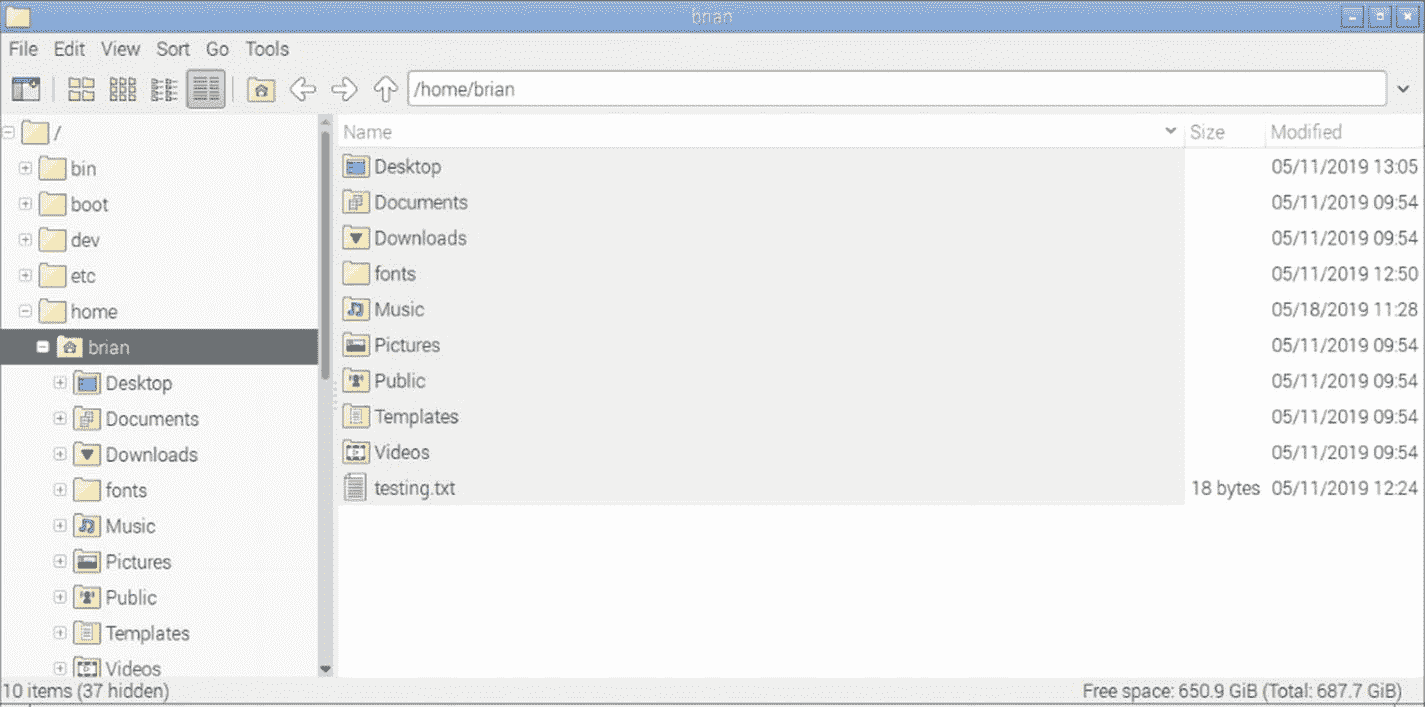 brian
File Edit View Sort Go Tools
/home/brian
/
bin
boot
dev
etc
home
brian
Desktop
Documents
Downloads
fonts
Music
Pictures
Public
Templates
Videos
Name Size Modified
Desktop 05/11/2019 13:05
Documents 05/11/2019 09:54
Downloads 05/11/2019 09:54
fonts 05/11/2019 12:50
Music 05/18/2019 11:28
Pictures 05/11/2019 09:54
Public 05/11/2019 09:54
Templates 05/11/2019 09:54
Videos 05/11/2019 09:54
testing.txt 18 bytes 05/11/2019 12:24
10 items (37 hidden) Free space: 650.9 GiB (Total: 687.7 GiB)